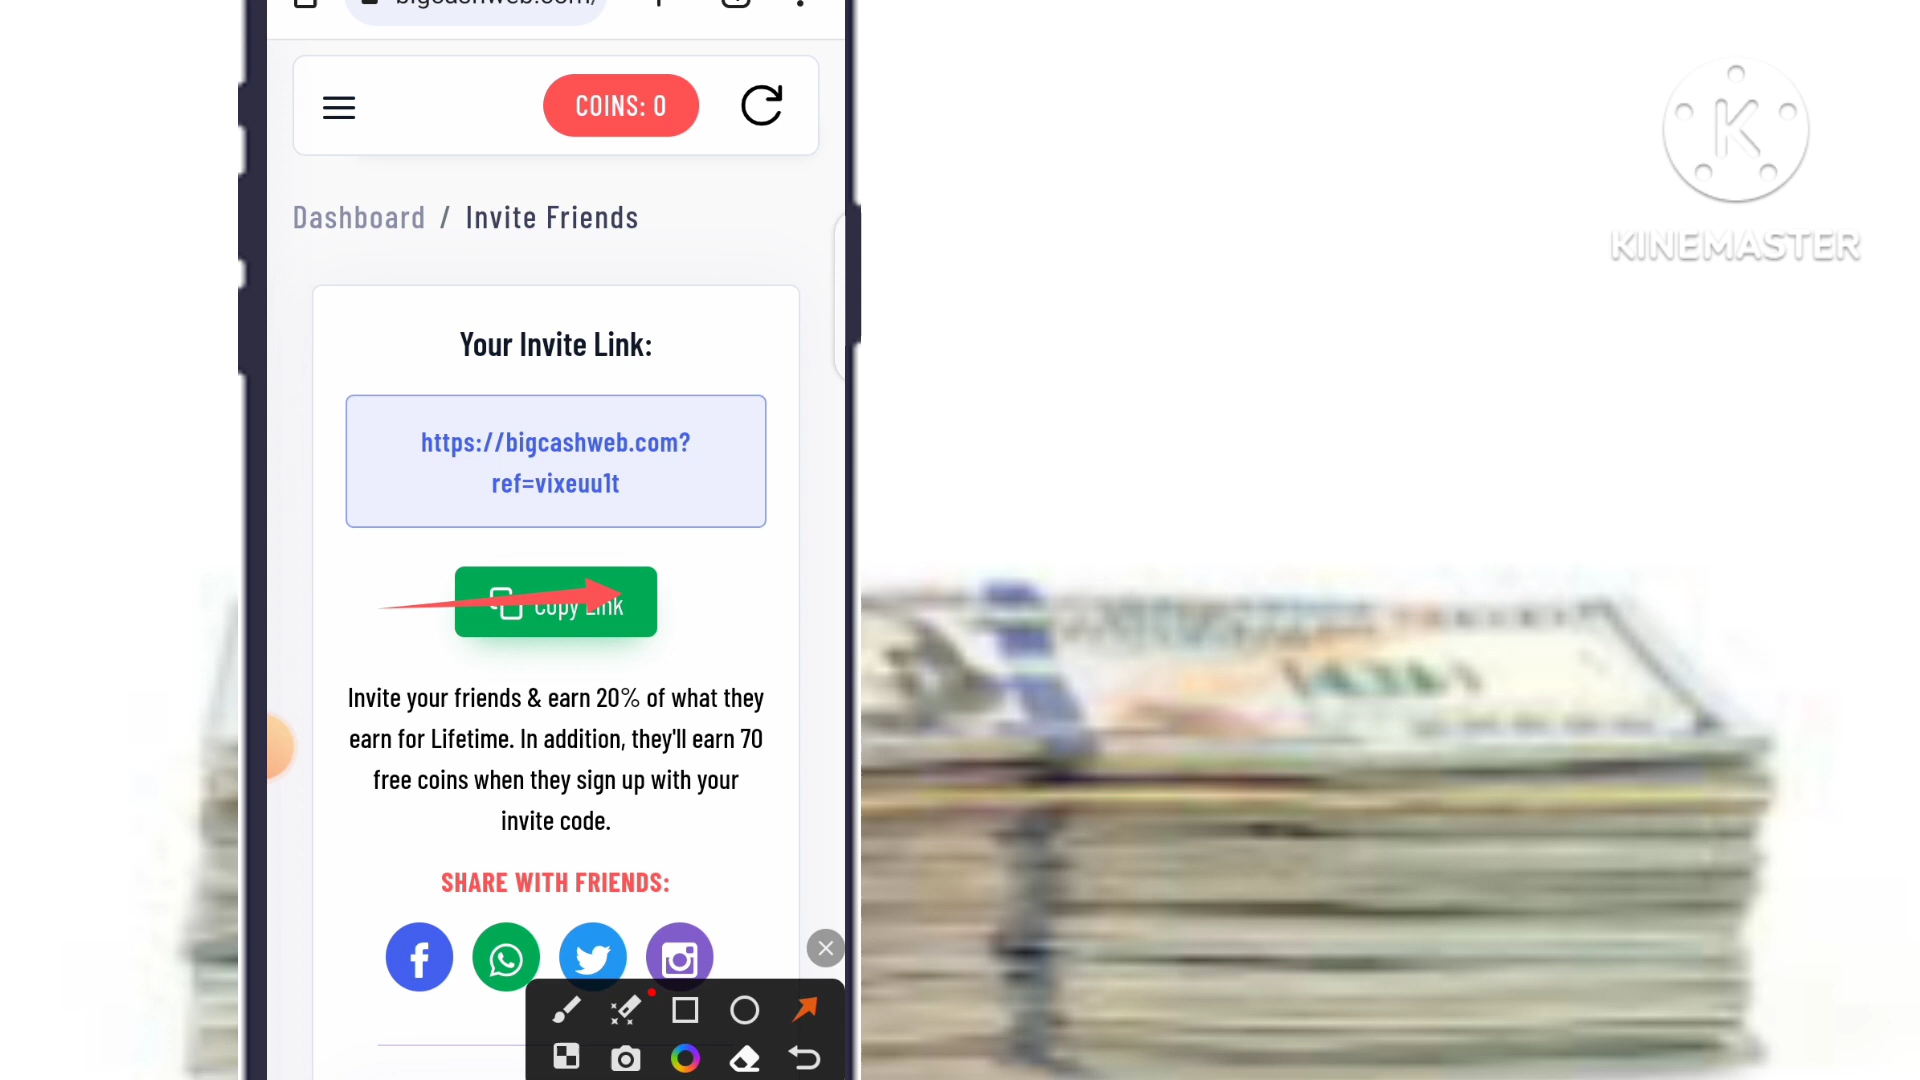 COINS: 0
Dashboard / Invite Friends
Your Invite Link:
https://bigcashweb.com?
ref=vixeuu1t
Copy Link
Invite your friends & earn 20% of what they
earn for Lifetime. In addition, they'll earn 70
free coins when they sign up with your
invite code.
SHARE WITH FRIENDS:
K
KINEMASTER